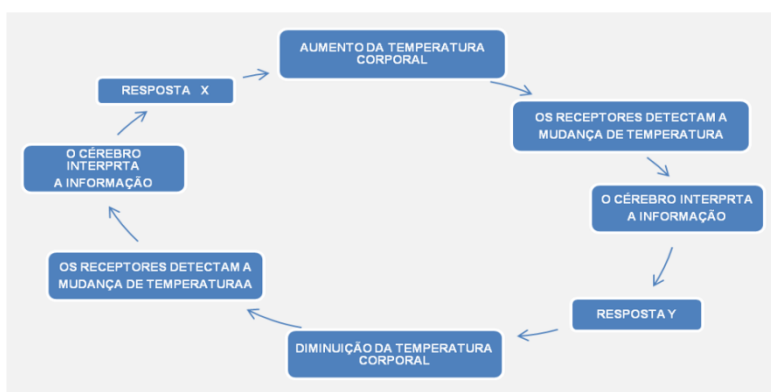 AUMENTO DA TEMPERATURA
CORPORAL
OS RECEPTORES DETECTAM A
MUDANÇA DE TEMPERATURA
O CÉREBRO INTERPRTA
A INFORMAÇÃO
RESPOSTA Y
DIMINUIÇÃO DA TEMPERATURA
CORPORAL
OS RECEPTORES DETECTAM A
MUDANÇA DE TEMPERATURAA
O CÉREBRO
INTERPRTA
A INFORMAÇÃO
RESPOSTA X